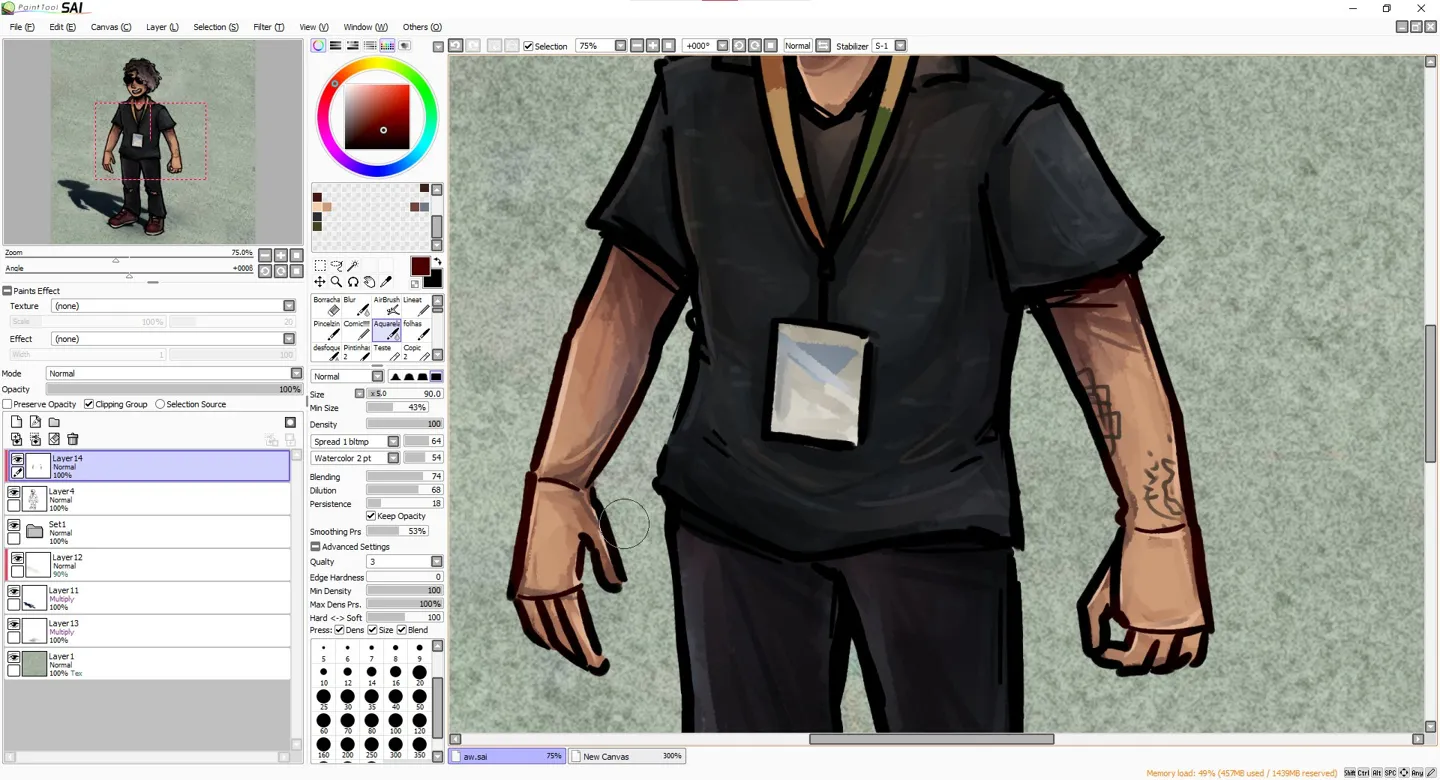 PaintTool SAI
File (F) Edit (E) Canvas (C) Layer (L) Selection (S) Filter (T) View (V) Window (W) Others (O)
Selection 75% +000° Normal Stabilizer S-1
Zoom 75.0%
Angle +0008
Paints Effect
Texture (none)
Scale 100% 20
Effect (none)
Width 1 100
Mode Normal
Opacity 100%
Preserve Opacity Clipping Group Selection Source
Layer14
Normal
100%
Layer4
Normal
100%
Set1
Normal
100%
Layer12
Normal
90%
Layer11
Multiply
100%
Layer13
Multiply
100%
Layer1
Normal
100% Tex
Borracha Blur AirBrush Lineat
Pincelzin Comic!!!! Aquarela folhas
desfoque Pintinhas 2 Teste Copic 2
Normal
Size x 5.0 90.0
Min Size 43%
Density 100
Spread 1 bltmp 64
Watercolor 2 pt 54
Blending 74
Dilution 68
Persistence 18
Keep Opacity
Smoothing Prs 53%
Advanced Settings
Quality 3
Edge Hardness 0
Min Density 100
Max Dens Prs. 100%
Hard <-> Soft 100
Press: Dens Size Blend
5 6 7 8 9
10 12 14 16 20
25 30 35 40 50
60 70 80 100 120
160 200 250 300 350
aw.sai 75% New Canvas 300%
Memory load: 49% (457MB used / 1439MB reserved) Shft Ctrl Alt SPC Any